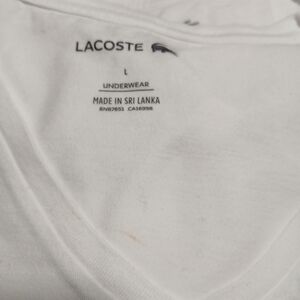 LACOSTE
L
UNDERWEAR
MADE IN SRI LANKA
RN87651 CA16998